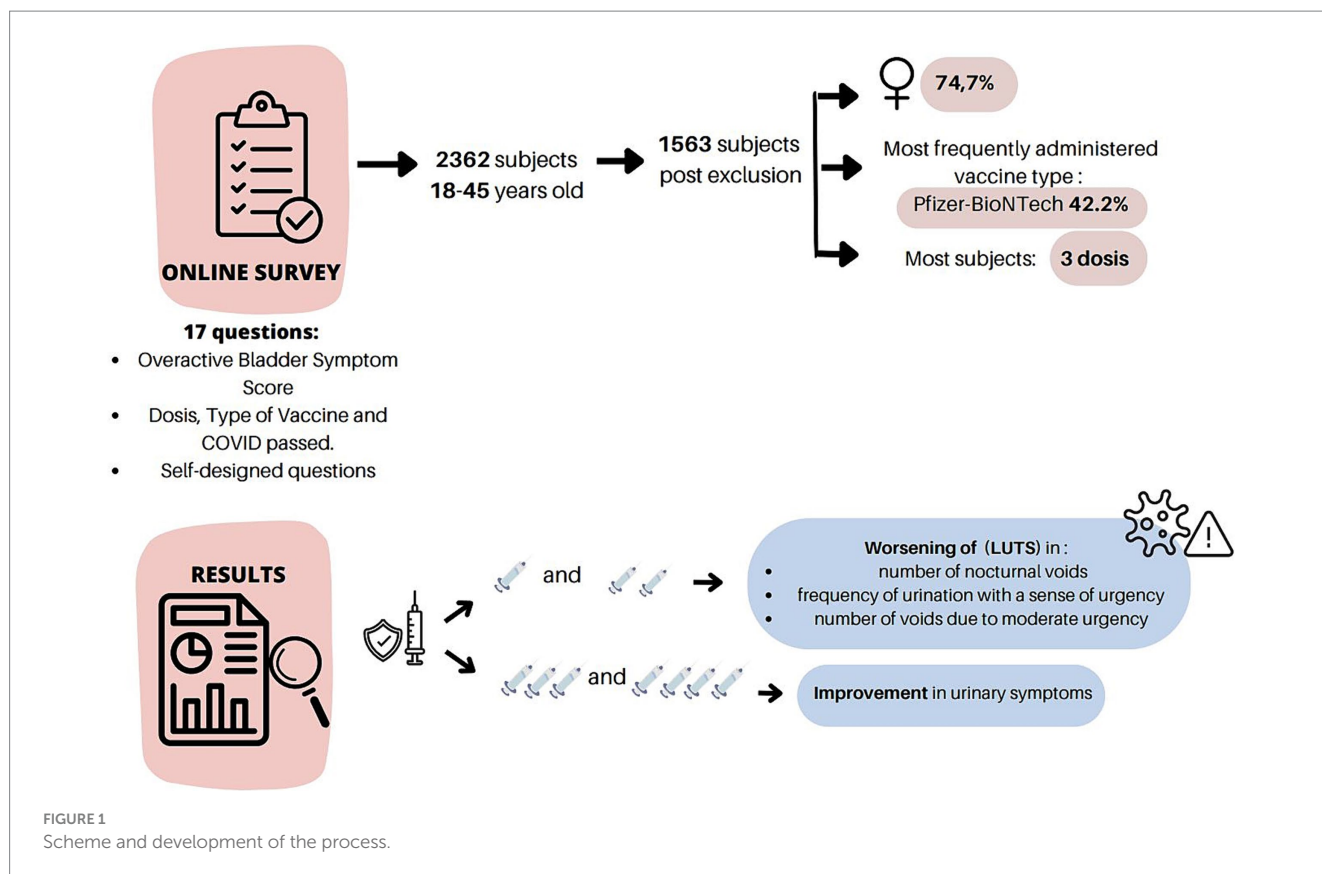 ONLINE SURVEY
17 questions:
• Overactive Bladder Symptom
Score
• Dosis, Type of Vaccine and
COVID passed.
• Self-designed questions
2362 subjects
18-45 years old
1563 subjects
post exclusion
74,7%
Most frequently administered
vaccine type :
Pfizer-BioNTech 42.2%
Most subjects: 3 dosis
RESULTS
and
Worsening of (LUTS) in :
• number of nocturnal voids
• frequency of urination with a sense of urgency
• number of voids due to moderate urgency
and
Improvement in urinary symptoms
FIGURE 1
Scheme and development of the process.